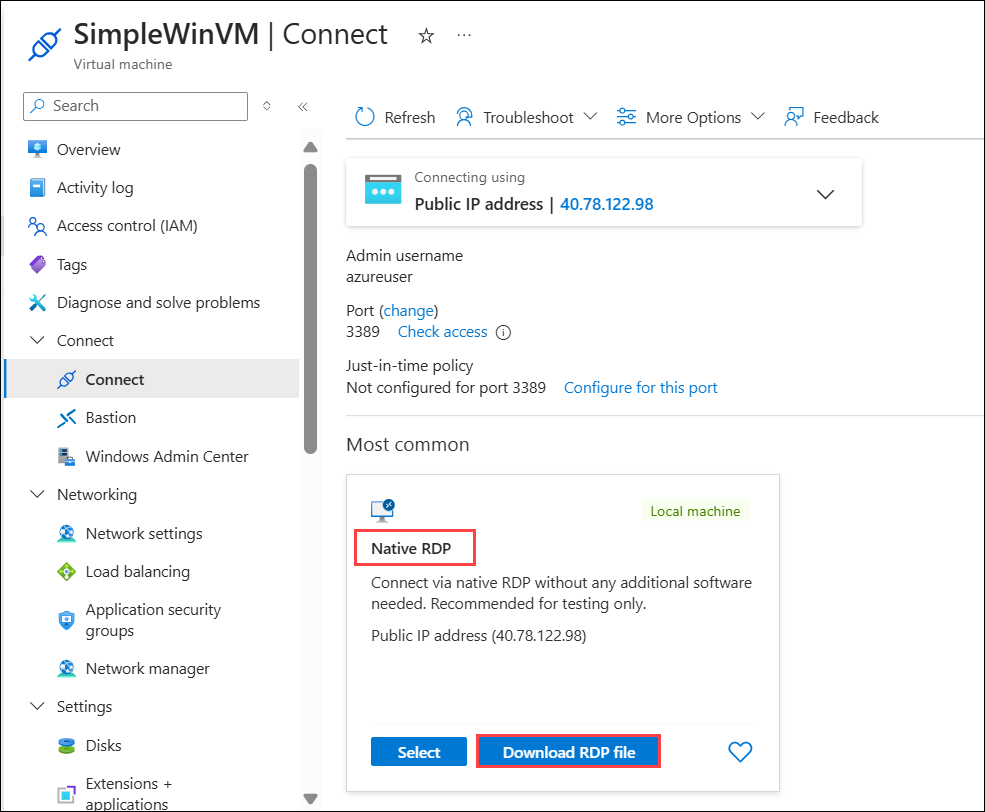 SimpleWinVM | Connect ☆ ...
Virtual machine
Search
Overview
Activity log
Access control (IAM)
Tags
Diagnose and solve problems
Connect
Connect
Bastion
Windows Admin Center
Networking
Network settings
Load balancing
Application security
groups
Network manager
Settings
Disks
Extensions +
applications
Refresh Troubleshoot More Options Feedback
Connecting using
Public IP address | 40.78.122.98
Admin username
azureuser
Port (change)
3389 Check access
Just-in-time policy
Not configured for port 3389 Configure for this port
Most common
Local machine
Native RDP
Connect via native RDP without any additional software
needed. Recommended for testing only.
Public IP address (40.78.122.98)
Select Download RDP file